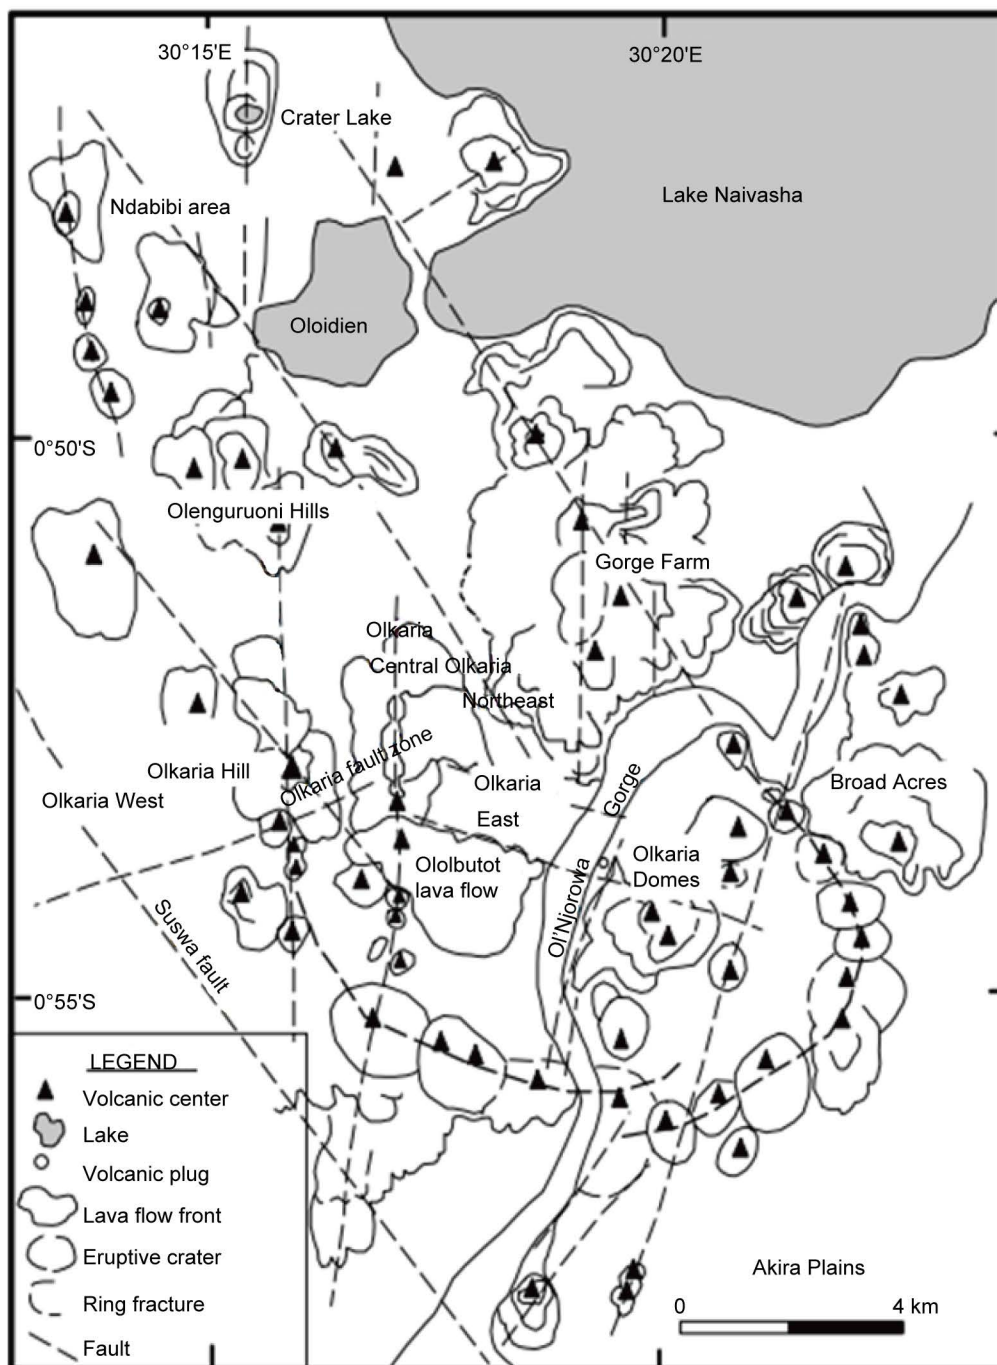 30°15'E
30°20'E
Crater Lake
Lake Naivasha
Ndabibi area
Oloidien
0°50'S
Olenguruoni Hills
Gorge Farm
Olkaria
Central Olkaria
Northeast
Olkaria fault zone
Olkaria Hill
Olkaria West
Olkaria
East
Gorge
Ol'Njorowa
Broad Acres
Olkaria
Domes
Ololbutot
lava flow
Suswa fault
0°55'S
LEGEND
Volcanic center
Lake
Volcanic plug
Lava flow front
Eruptive crater
Ring fracture
Fault
Akira Plains
0
4 km